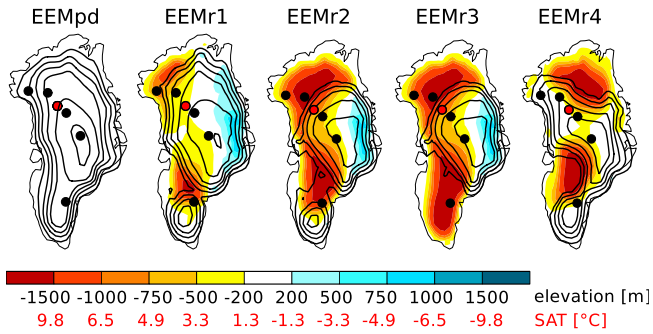 EEMpd EEMr1 EEMr2 EEMr3 EEMr4
-1500 -1000 -750 -500 -200 200 500 750 1000 1500 elevation [m]
9.8 6.5 4.9 3.3 1.3 -1.3 -3.3 -4.9 -6.5 -9.8 SAT [°C]